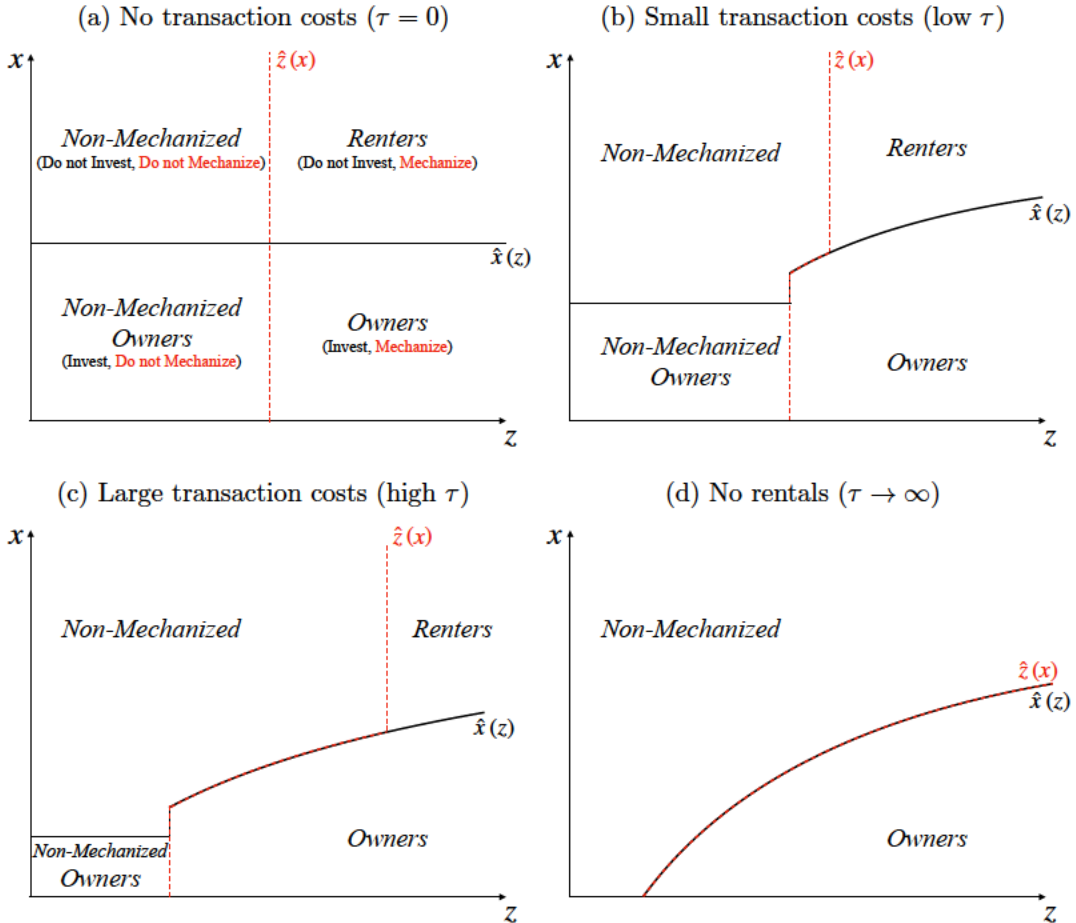 (a) No transaction costs (τ = 0)
x
ẑ(x)
Non-Mechanized
(Do not Invest, Do not Mechanize)
Renters
(Do not Invest, Mechanize)
x̂(z)
Non-Mechanized
Owners
(Invest, Do not Mechanize)
Owners
(Invest, Mechanize)
z
(b) Small transaction costs (low τ)
x
ẑ(x)
Non-Mechanized
Renters
x̂(z)
Non-Mechanized
Owners
Owners
z
(c) Large transaction costs (high τ)
x
ẑ(x)
Non-Mechanized
Renters
x̂(z)
Non-Mechanized
Owners
Owners
z
(d) No rentals (τ → ∞)
x
Non-Mechanized
ẑ(x)
x̂(z)
Owners
z